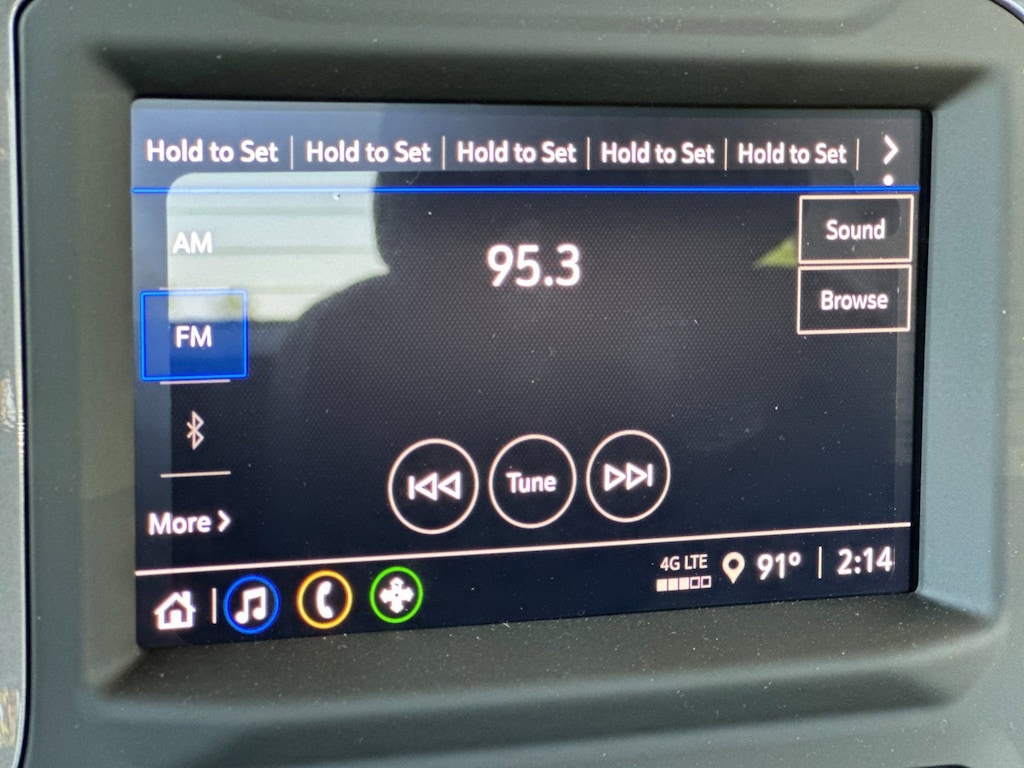 Hold to Set | Hold to Set | Hold to Set | Hold to Set | Hold to Set | >
AM
95.3
Sound
FM
Browse
Tune
More >
4G LTE
91° | 2:14